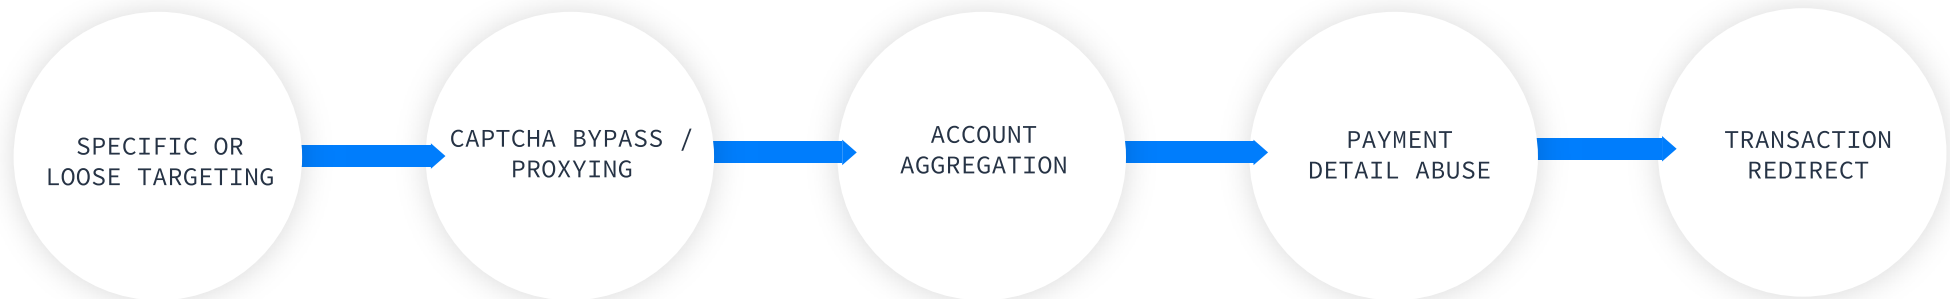 SPECIFIC OR
LOOSE TARGETING
CAPTCHA BYPASS /
PROXYING
ACCOUNT
AGGREGATION
PAYMENT
DETAIL ABUSE
TRANSACTION
REDIRECT